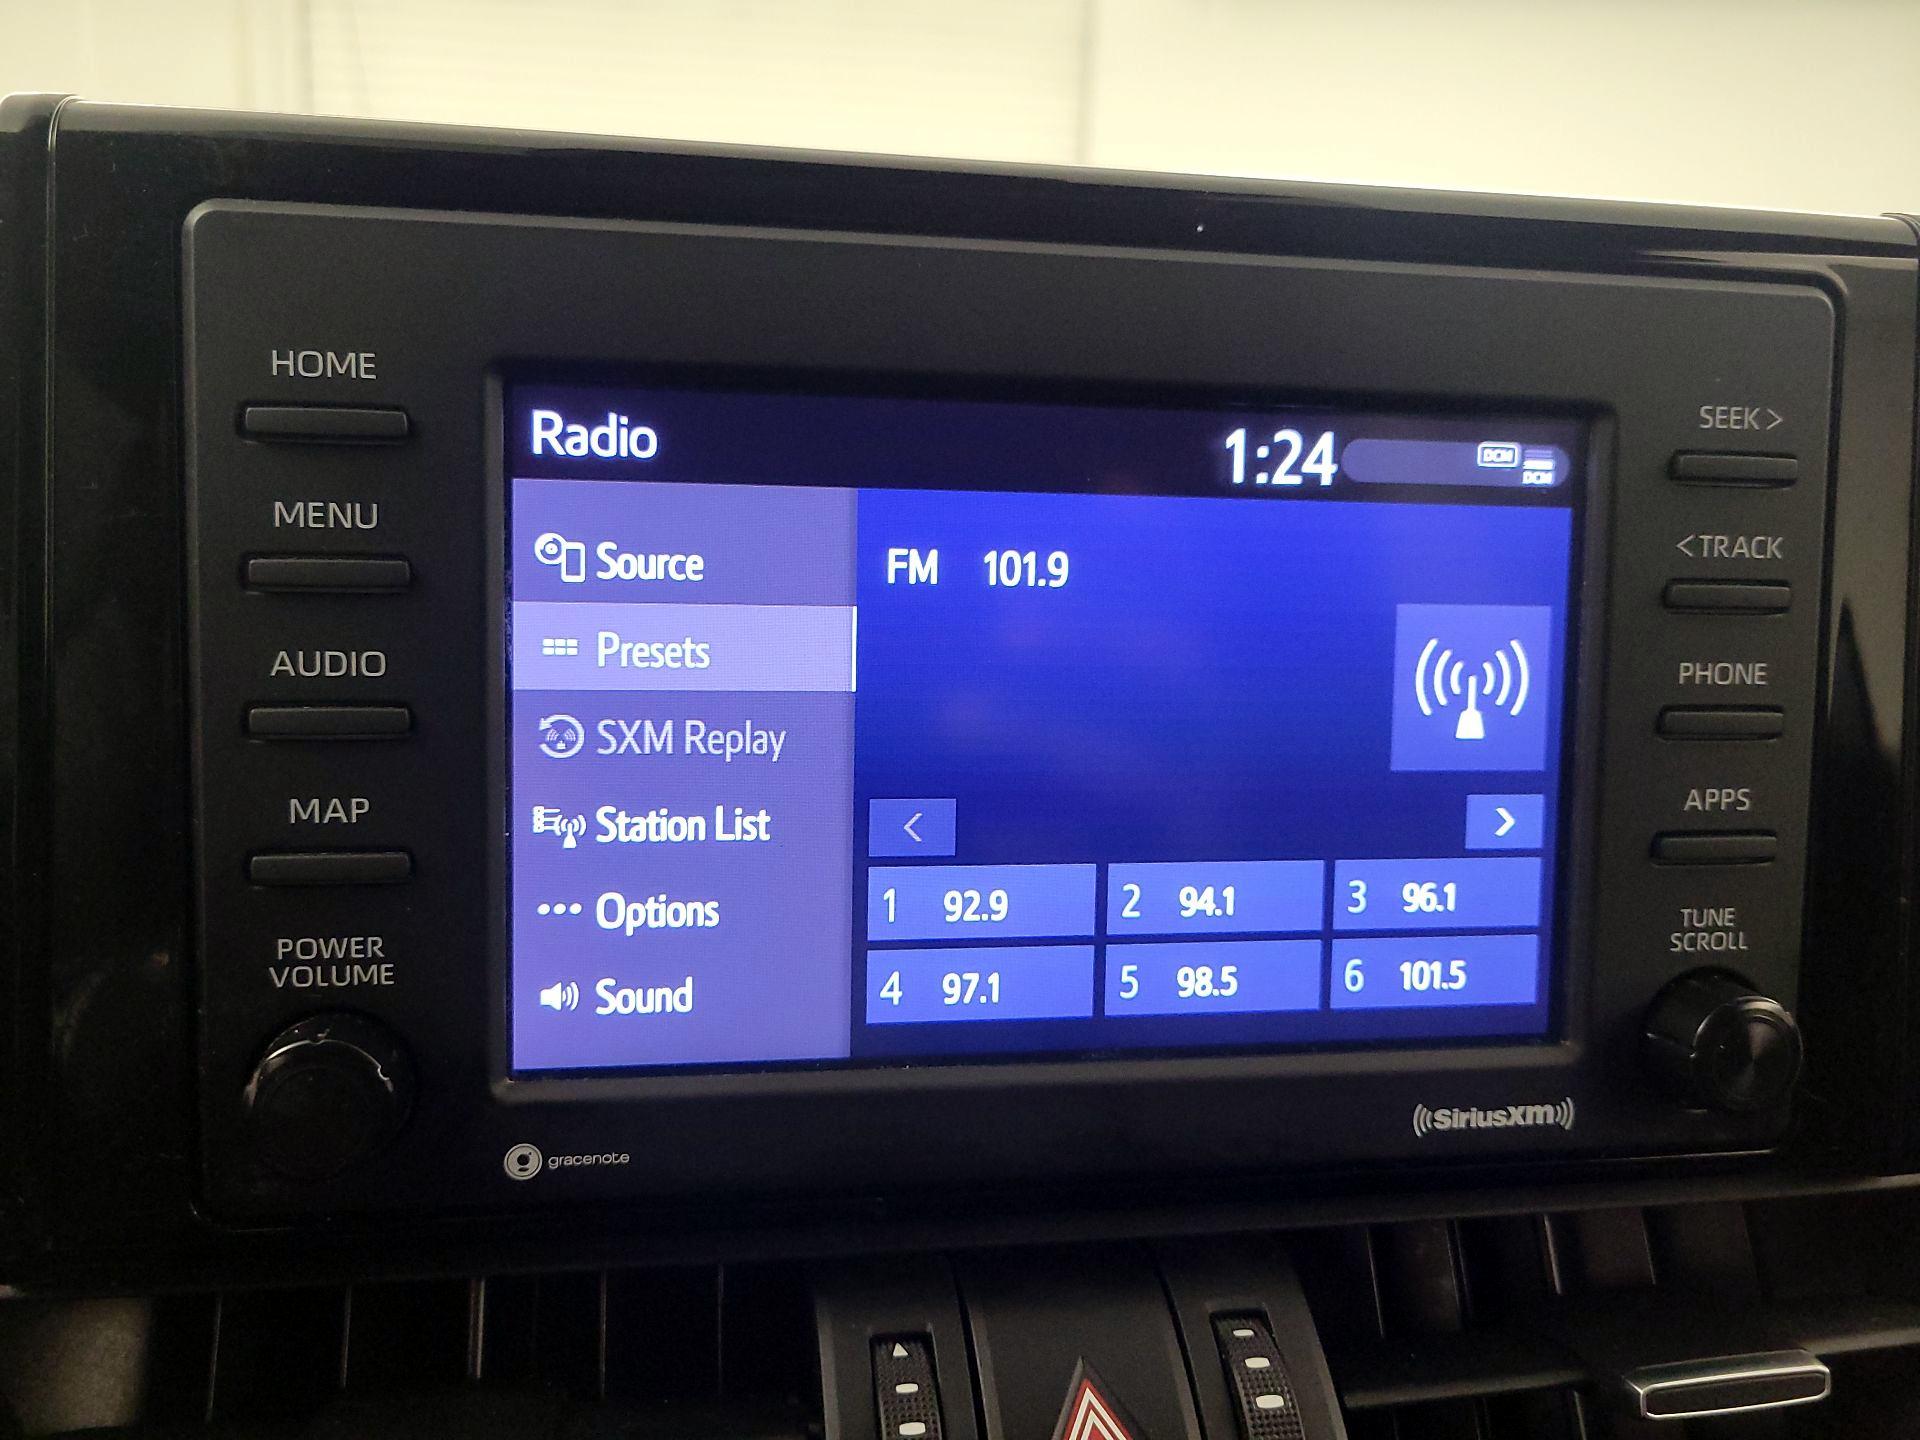 HOME
MENU
AUDIO
MAP
POWER
VOLUME
Radio
1:24
DCM
DCM
Source
Presets
SXM Replay
Station List
Options
Sound
FM 101.9
<
>
1 92.9
2 94.1
3 96.1
4 97.1
5 98.5
6 101.5
SEEK >
< TRACK
PHONE
APPS
TUNE
SCROLL
gracenote
((SiriusXM))